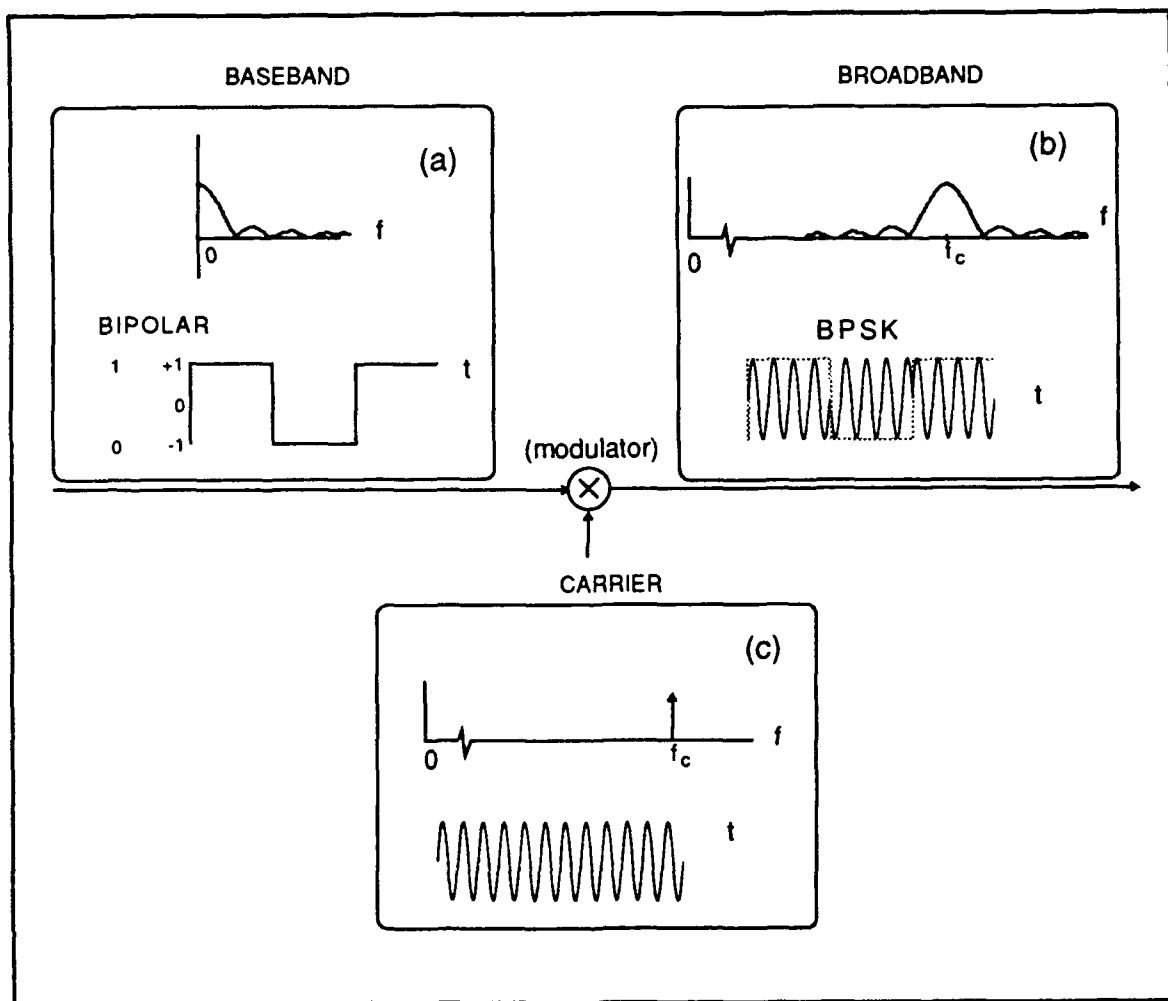 BASEBAND
(a)
f
0
BIPOLAR
1 +1 t
0
0 -1
BROADBAND
(b)
f
0
f c
BPSK
t
(modulator)
X
CARRIER
(c)
f
0
f c
t